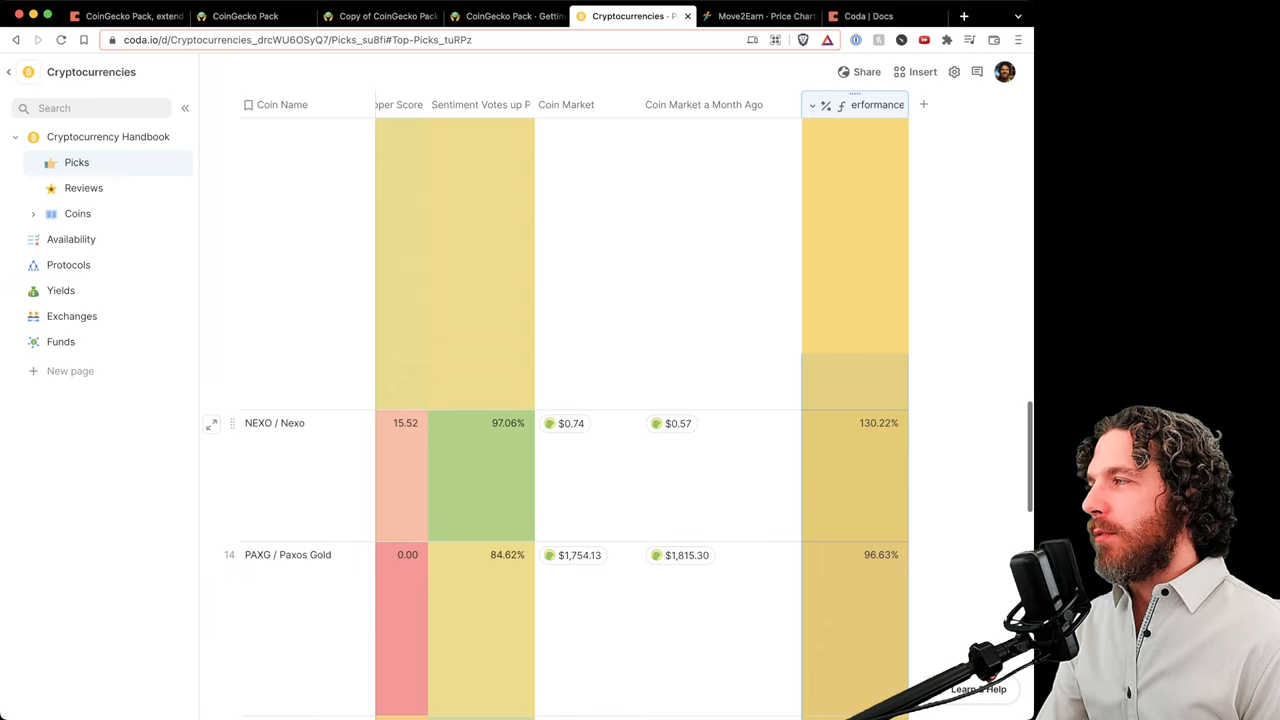 CoinGecko Pack, extend
CoinGecko Pack
Copy of CoinGecko Pack
CoinGecko Pack · Gettin
Cryptocurrencies · P
Move2Earn · Price Chart
Coda | Docs
coda.io/d/Cryptocurrencies_drcWU6OSyQ7/Picks_su8fi#Top-Picks_tuRPz
Cryptocurrencies
Share
Insert
Search
Coin Name
pper Score
Sentiment Votes up P
Coin Market
Coin Market a Month Ago
erformance
Cryptocurrency Handbook
Picks
Reviews
Coins
Availability
Protocols
Yields
Exchanges
Funds
New page
NEXO / Nexo
15.52
97.06%
$0.74
$0.57
130.22%
14
PAXG / Paxos Gold
0.00
84.62%
$1,754.13
$1,815.30
96.63%
Learn & Help